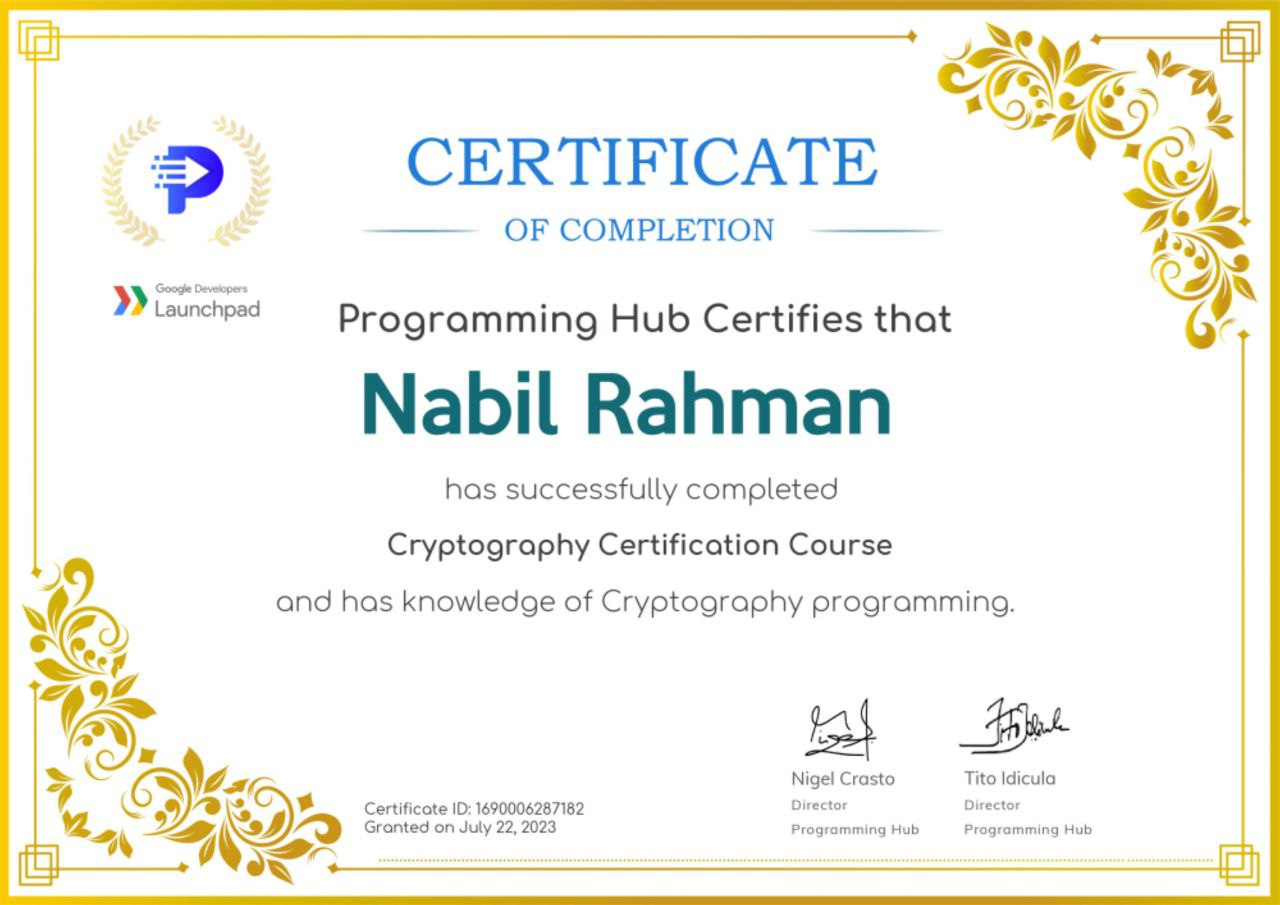 CERTIFICATE
OF COMPLETION
Google Developers
Launchpad
Programming Hub Certifies that
Nabil Rahman
has successfully completed
Cryptography Certification Course
and has knowledge of Cryptography programming.
Nigel Crasto
Director
Programming Hub
Tito Idicula
Director
Programming Hub
Certificate ID: 1690006287182
Granted on July 22, 2023